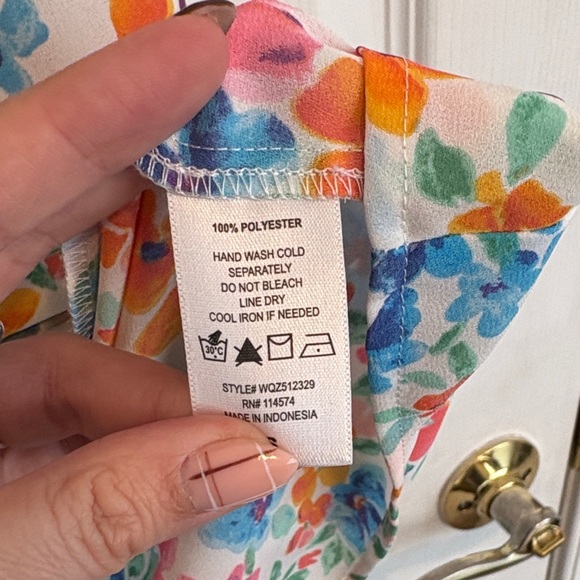 100% POLYESTER
HAND WASH COLD
SEPARATELY
DO NOT BLEACH
LINE DRY
COOL IRON IF NEEDED
30°C
STYLE# WQZ512329
RN# 114574
MADE IN INDONESIA